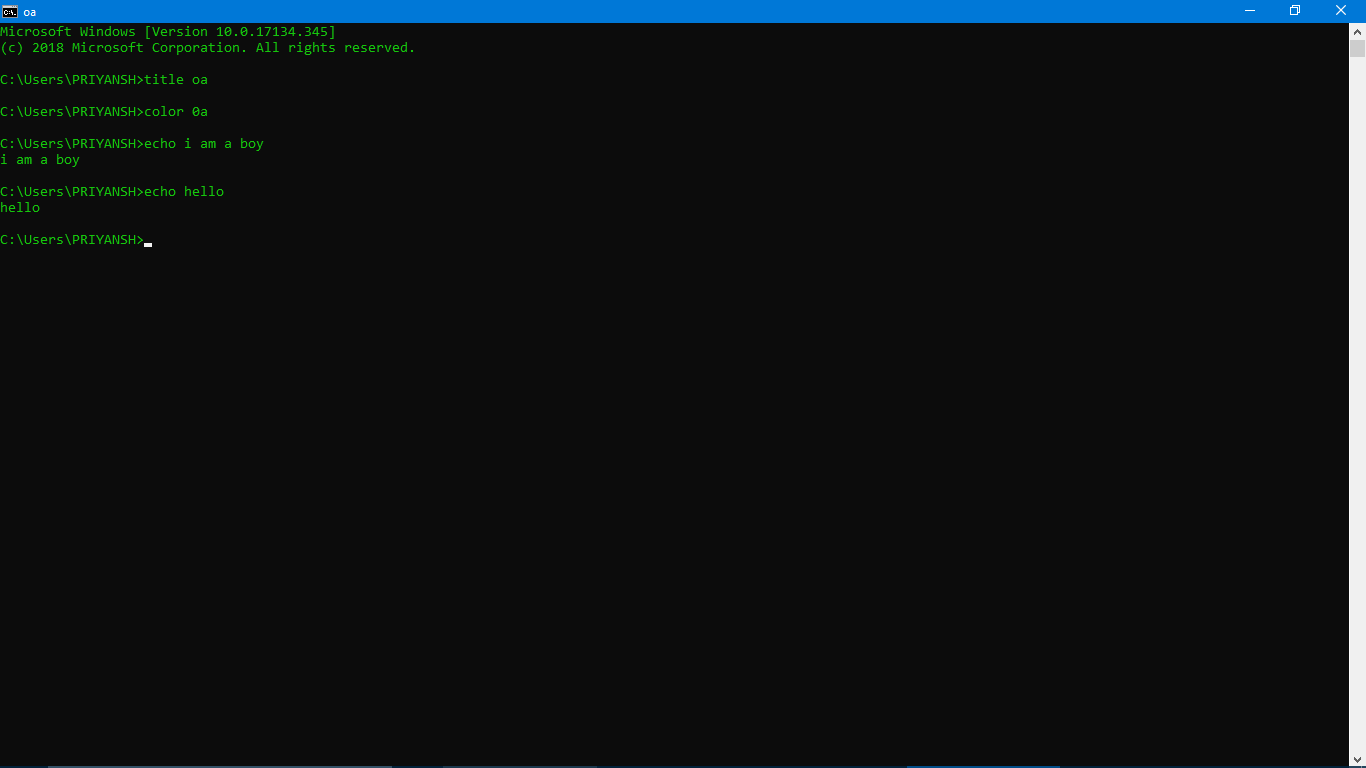 oa
Microsoft Windows [Version 10.0.17134.345]
(c) 2018 Microsoft Corporation. All rights reserved.
C:\Users\PRIYANSH>title oa
C:\Users\PRIYANSH>color 0a
C:\Users\PRIYANSH>echo i am a boy
i am a boy
C:\Users\PRIYANSH>echo hello
hello
C:\Users\PRIYANSH>